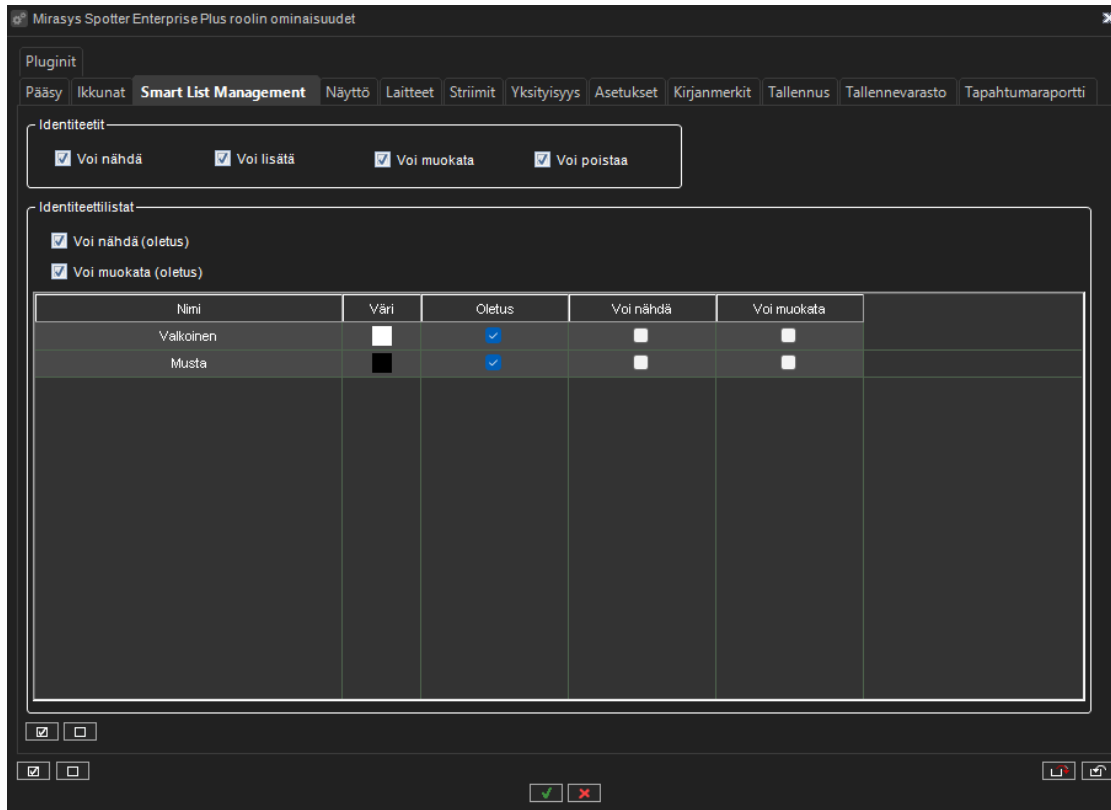 Mirasys Spotter Enterprise Plus roolin ominaisuudet
Pluginit
Pääsy Ikkunat Smart List Management Näyttö Laitteet Striimit Yksityisyys Asetukset Kirjanmerkit Tallennus Tallennevarasto Tapahtumaraportti
Identiteetit
Voi nähdä Voi lisätä Voi muokata Voi poistaa
Identiteettilistat
Voi nähdä (oletus)
Voi muokata (oletus)
Nimi Väri Oletus Voi nähdä Voi muokata
Valkoinen
Musta